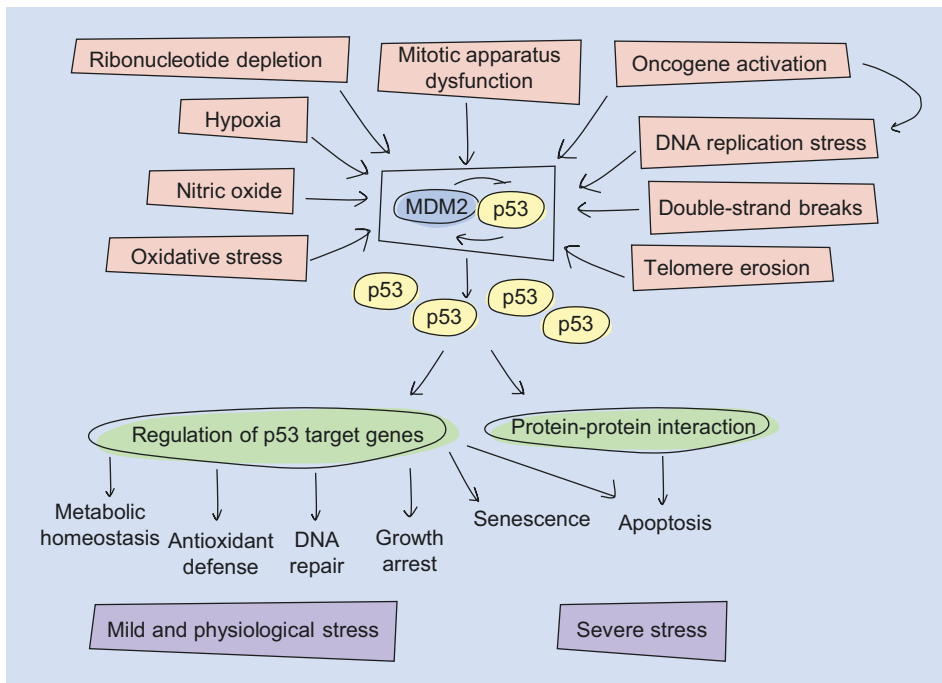 Ribonucleotide depletion
Mitotic apparatus
dysfunction
Oncogene activation
Hypoxia
DNA replication stress
Nitric oxide
MDM2
p53
Double-strand breaks
Oxidative stress
Telomere erosion
p53
p53
p53
p53
Regulation of p53 target genes
Protein-protein interaction
Metabolic
homeostasis
Antioxidant
defense
DNA
repair
Growth
arrest
Senescence
Apoptosis
Mild and physiological stress
Severe stress